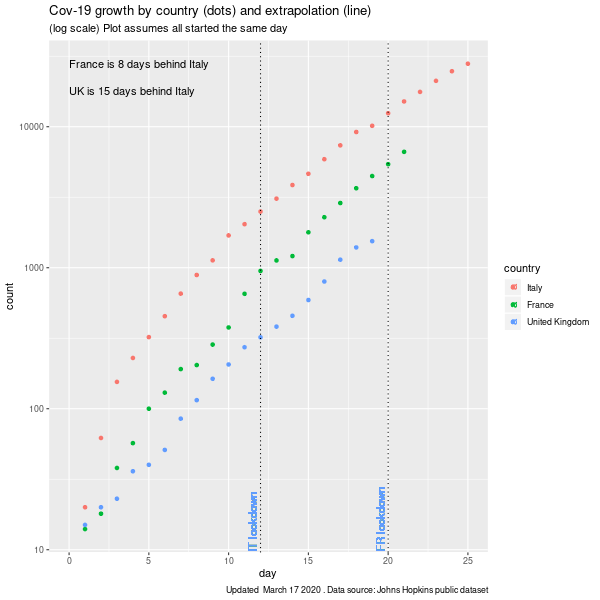 Cov-19 growth by country (dots) and extrapolation (line)
(log scale) Plot assumes all started the same day
France is 8 days behind Italy
UK is 15 days behind Italy
10000
1000
100
10
count
IT lockdown
FR lockdown
0
5
10
15
20
25
day
country
Italy
France
United Kingdom
Updated March 17 2020 . Data source: Johns Hopkins public dataset